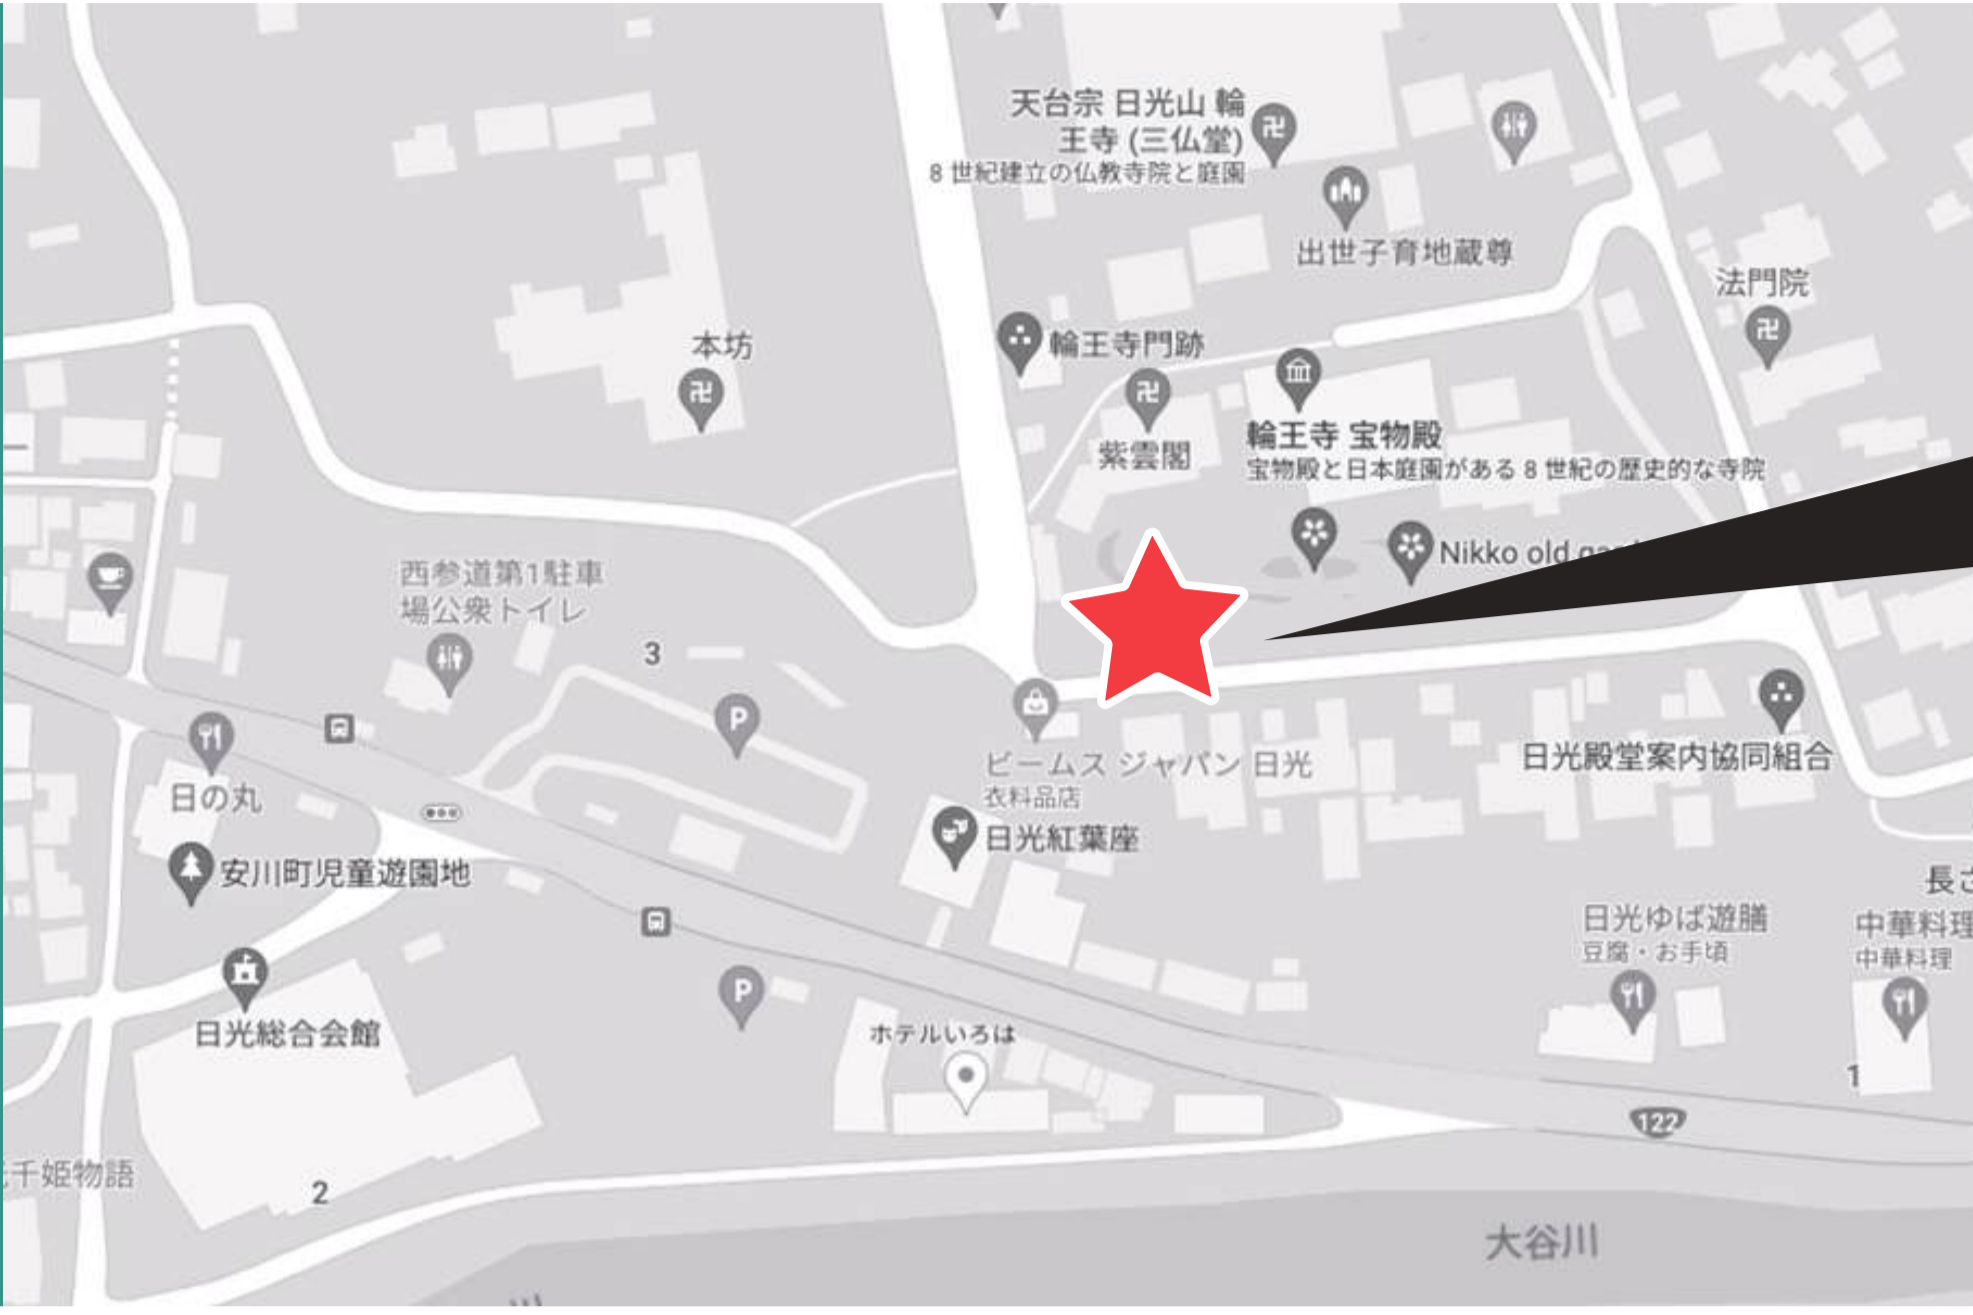 天台宗 日光山 輪
王寺 (三仏堂)
8 世紀建立の仏教寺院と庭園
出世子育地蔵尊
法門院
本坊
輪王寺門跡
紫雲閣
輪王寺 宝物殿
宝物殿と日本庭園がある 8 世紀の歴史的な寺院
Nikko old
西参道第1駐車
場公衆トイレ
3
P
ビームス ジャパン 日光
衣料品店
日光殿堂案内協同組合
日の丸
日光紅葉座
安川町児童遊園地
長さ
日光ゆば遊膳
豆腐・お手頃
中華料理
中華料理
P
日光総合会館
ホテルいろは
1
122
千姫物語
2
大谷川
川